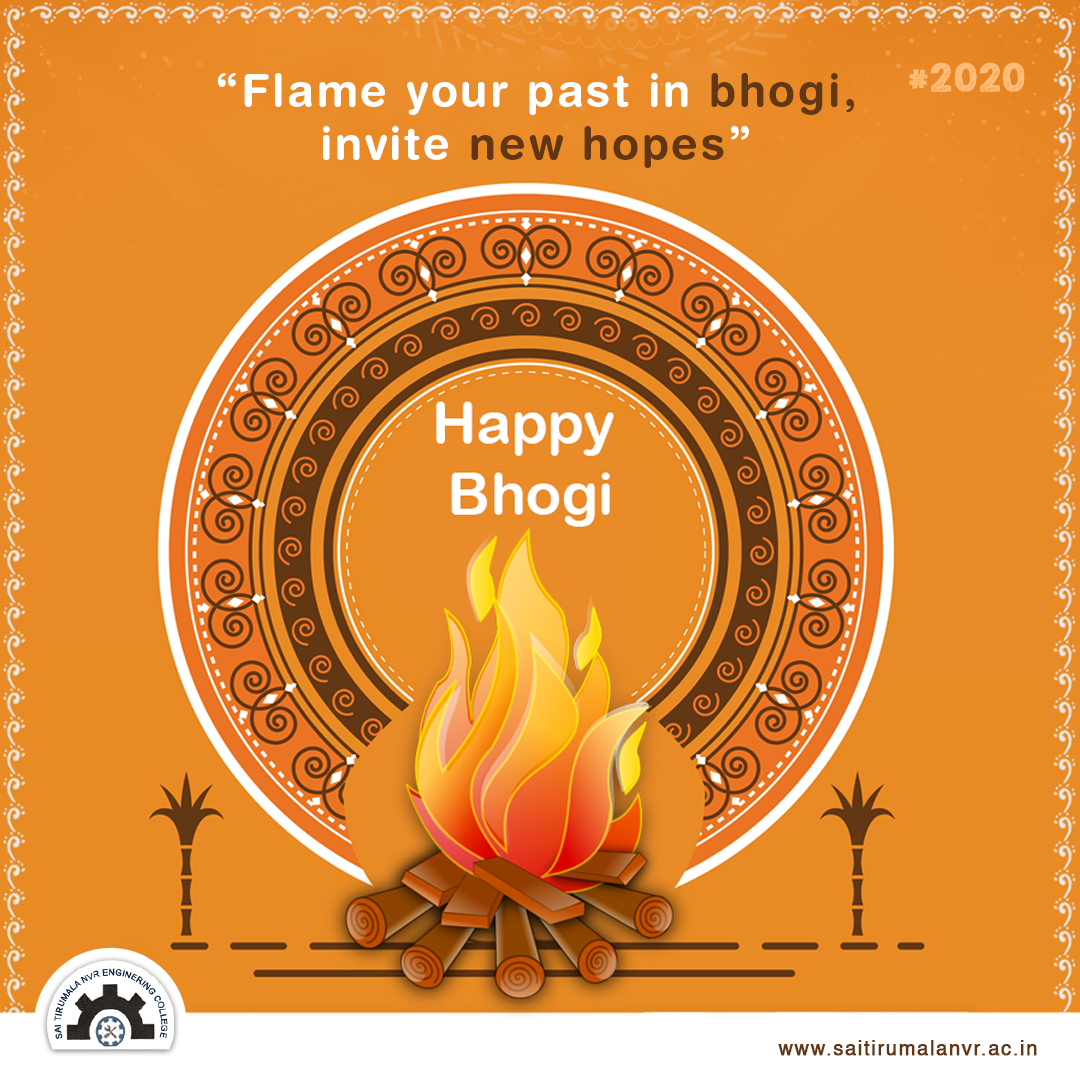 “Flame your past in bhogi,
invite new hopes”
#2020
Happy
Bhogi
SAI TIRUMALA NVR ENGINERING COLLEGE
www.saitirumalanvr.ac.in